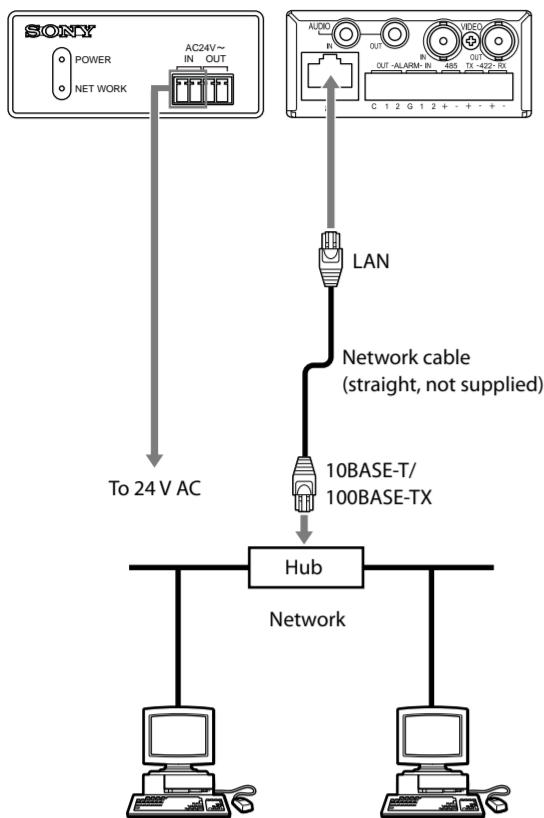 SONY
POWER
NET WORK
AC24V～
IN OUT
AUDIO
IN
OUT
VIDEO
IN
OUT
OUT -ALARM- IN 485 TX -422- RX
C 1 2 G 1 2 + - + - + -
LAN
Network cable
(straight, not supplied)
10BASE-T/
100BASE-TX
To 24 V AC
Hub
Network